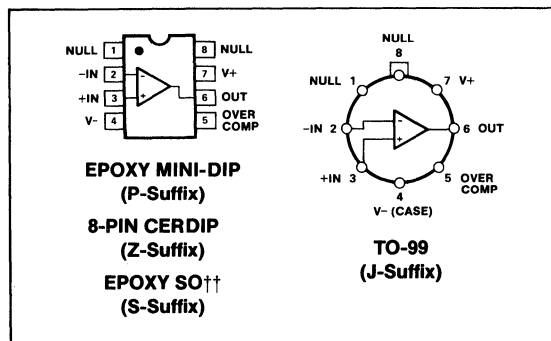 NULL 1 8 NULL
-IN 2 7 V+
+IN 3 6 OUT
V- 4 5 OVER
COMP
- +
EPOXY MINI-DIP
(P-Suffix)
8-PIN CERDIP
(Z-Suffix)
EPOXY SO††
(S-Suffix)
NULL
8
NULL 1 7 V+
-IN 2 6 OUT
- +
+IN 3 5 OVER
COMP
4
V- (CASE)
TO-99
(J-Suffix)